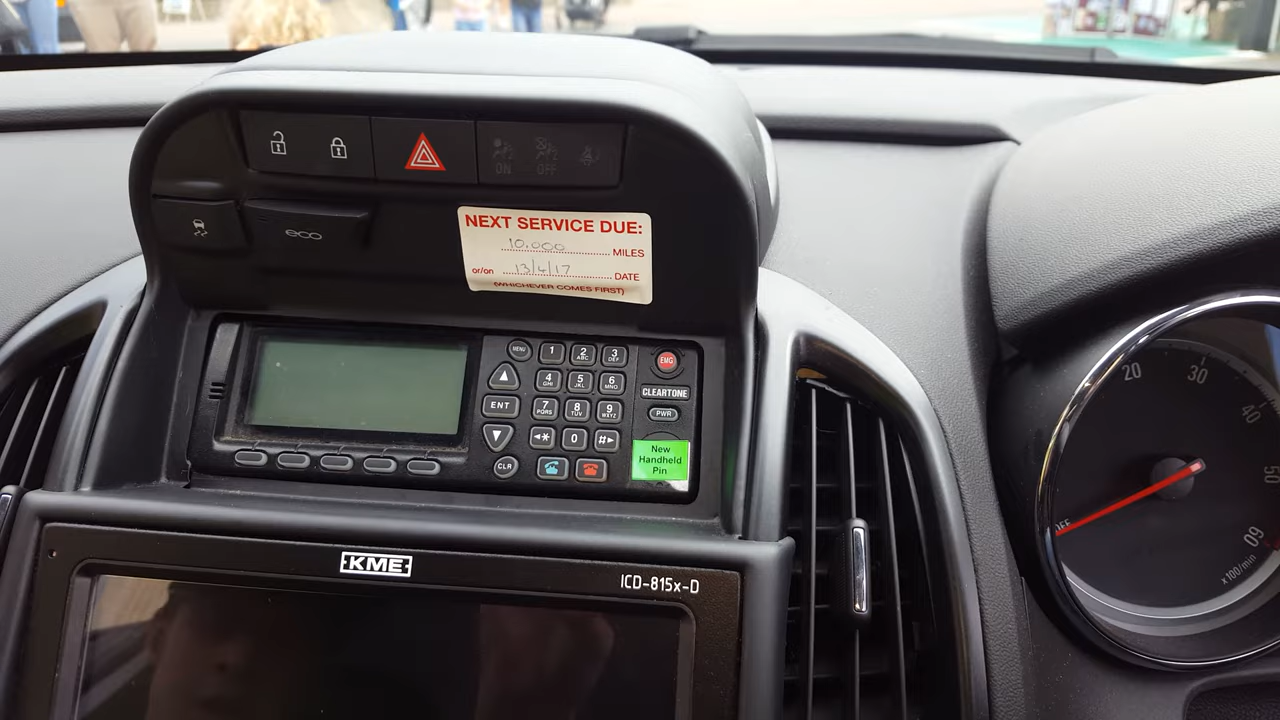 ON OFF
eco
NEXT SERVICE DUE:
10,000 MILES
or/on 13/4/17 DATE
(WHICHEVER COMES FIRST)
MENU 1 2 ABC 3 DEF
EMG
4 GHI 5 JKL 6 MNO
CLEARTONE
ENT 7 PQRS 8 TUV 9 WXYZ
PWR
* 0 #
CLR
New
Handheld
Pin
KME
ICD-815x-D
OFF 20 30 40 50 60
x100/min